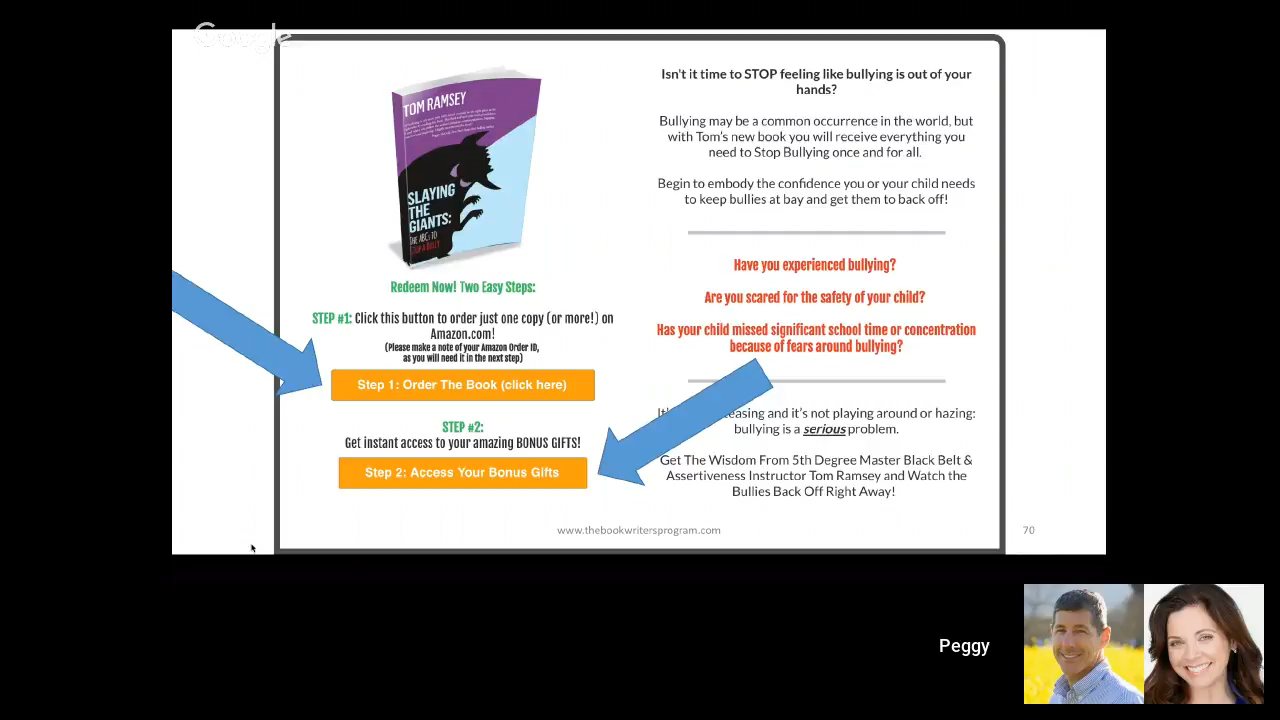 Google
TOM RAMSEY
SLAYING
THE
GIANTS:
THE ABCs TO
STOP A BULLY
Redeem Now! Two Easy Steps:
STEP #1: Click this button to order just one copy (or more!) on
Amazon.com!
(Please make a note of your Amazon Order ID,
as you will need it in the next step)
Step 1: Order The Book (click here)
STEP #2:
Get instant access to your amazing BONUS GIFTS!
Step 2: Access Your Bonus Gifts
Isn't it time to STOP feeling like bullying is out of your
hands?
Bullying may be a common occurrence in the world, but
with Tom's new book you will receive everything you
need to Stop Bullying once and for all.
Begin to embody the confidence you or your child needs
to keep bullies at bay and get them to back off!
Have you experienced bullying?
Are you scared for the safety of your child?
Has your child missed significant school time or concentration
because of fears around bullying?
teasing and it's not playing around or hazing:
bullying is a serious problem.
Get The Wisdom From 5th Degree Master Black Belt &
Assertiveness Instructor Tom Ramsey and Watch the
Bullies Back Off Right Away!
www.thebookwritersprogram.com
70
Peggy